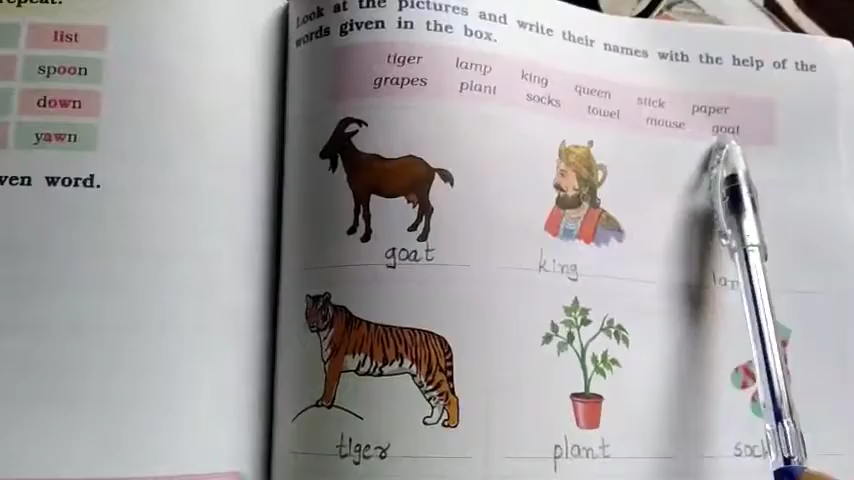 repeat.
list
spoon
down
yawn
ven word.
Look at the pictures and write their names with the help of the
words given in the box.
tiger lamp king queen stick paper
grapes plant socks towel mouse goat
goat king lam
tiger plant sock